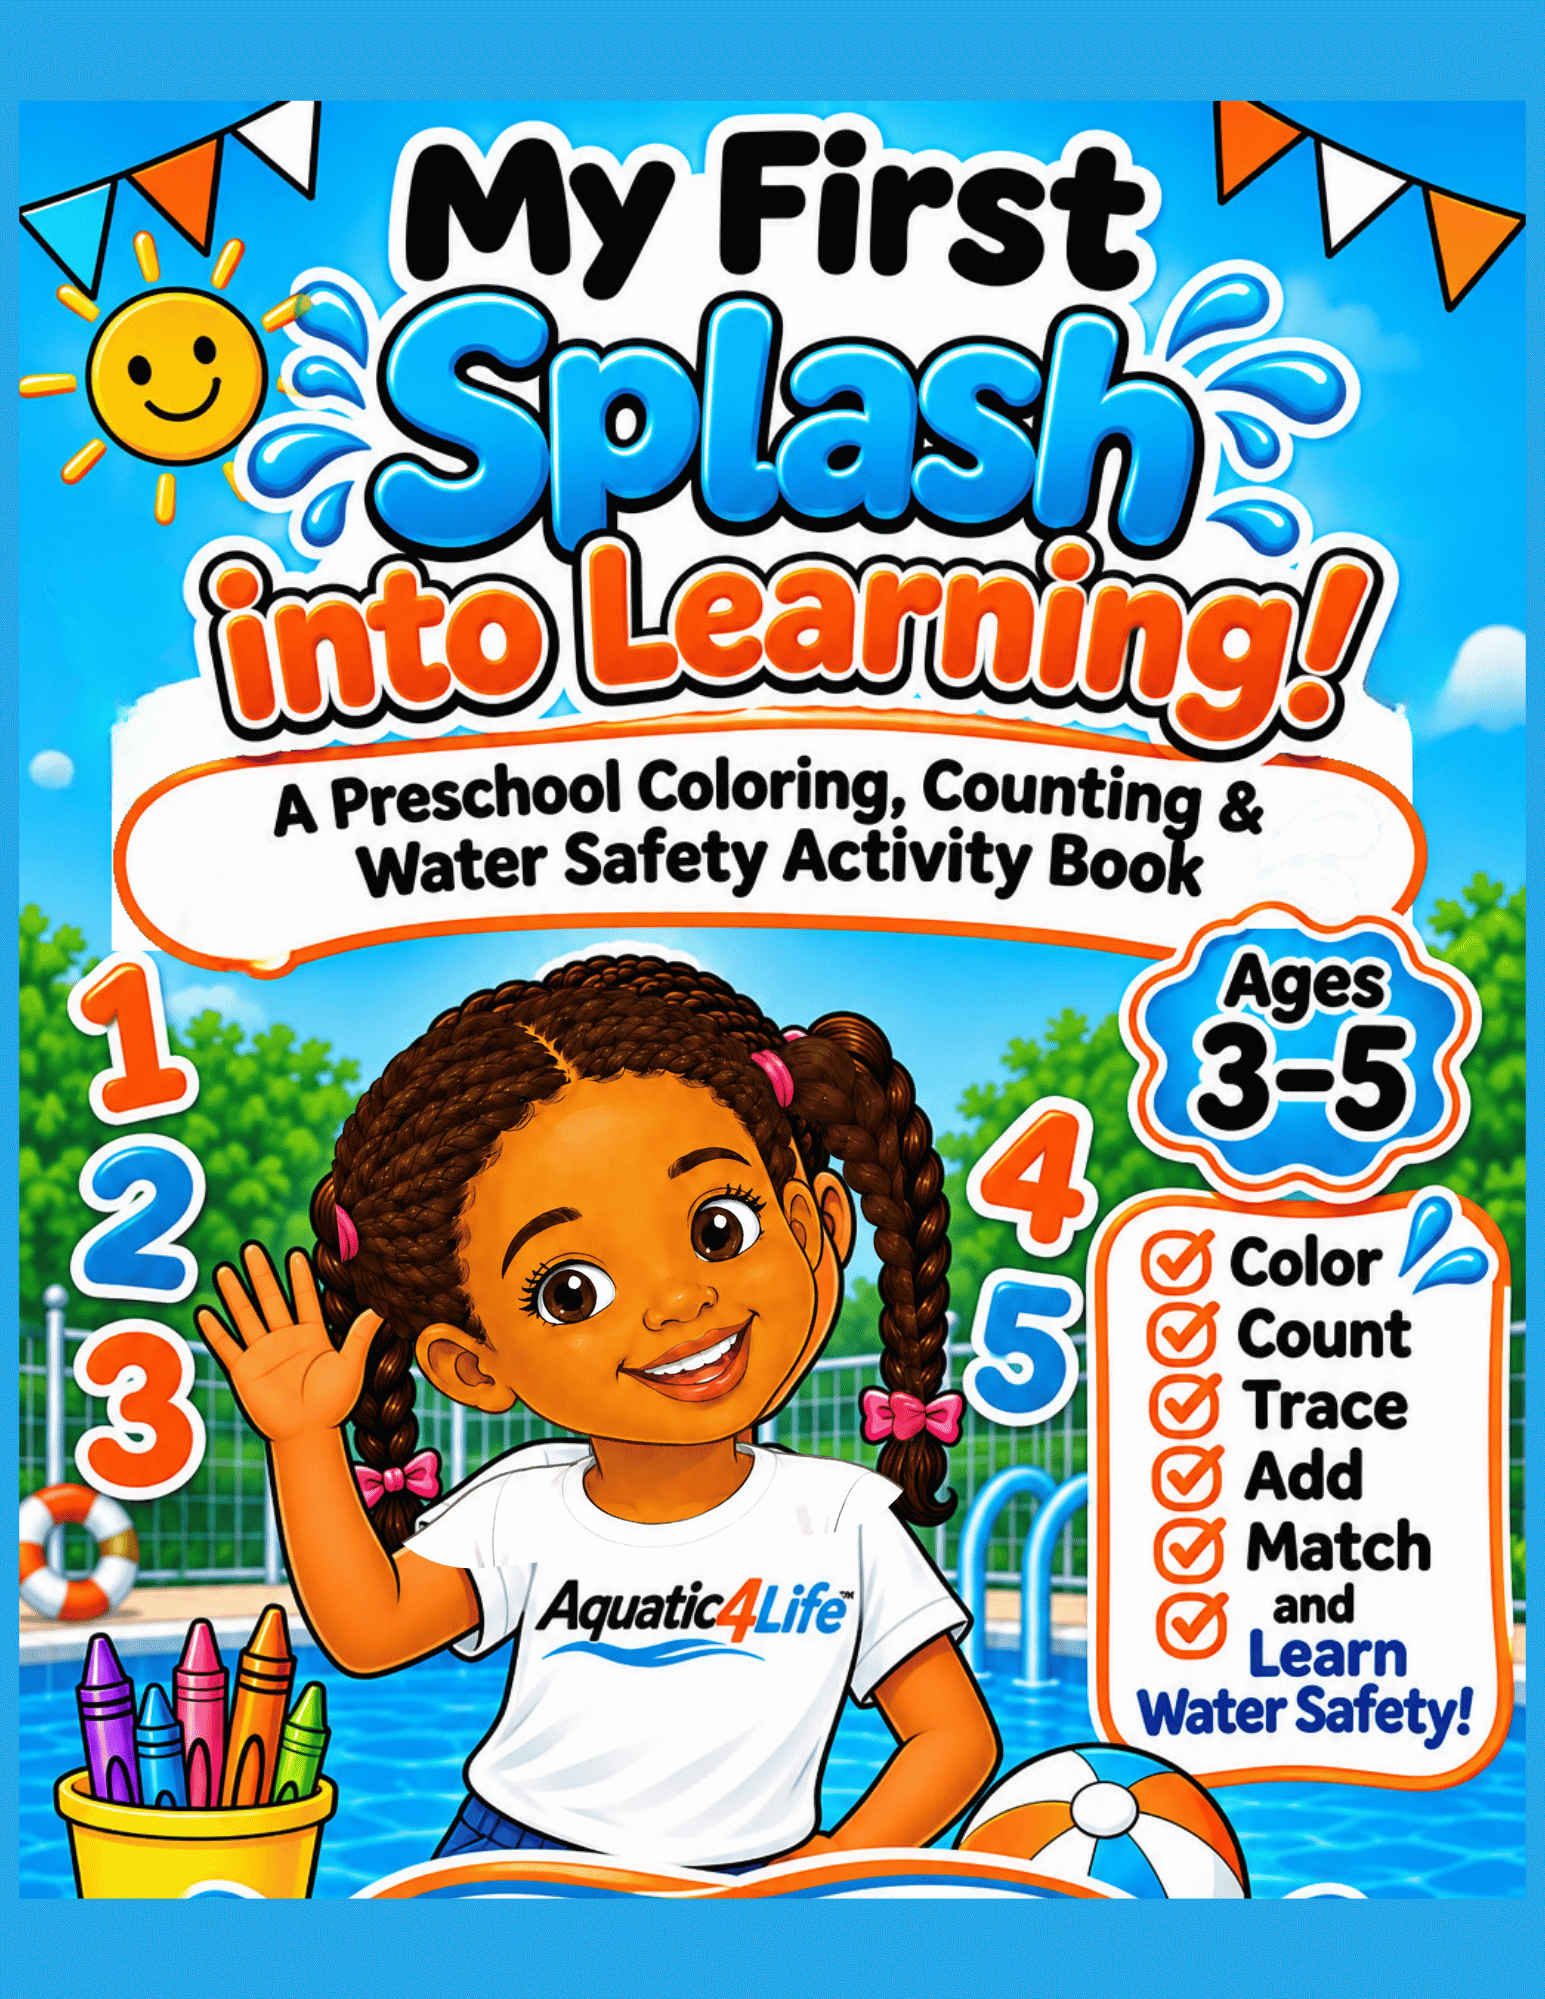 My First
Splash
into Learning!
A Preschool Coloring, Counting &
Water Safety Activity Book
Ages
3–5
1
2
3
4
5
Color
Count
Trace
Add
Match
and
Learn
Water Safety!
Aquatic4Life™